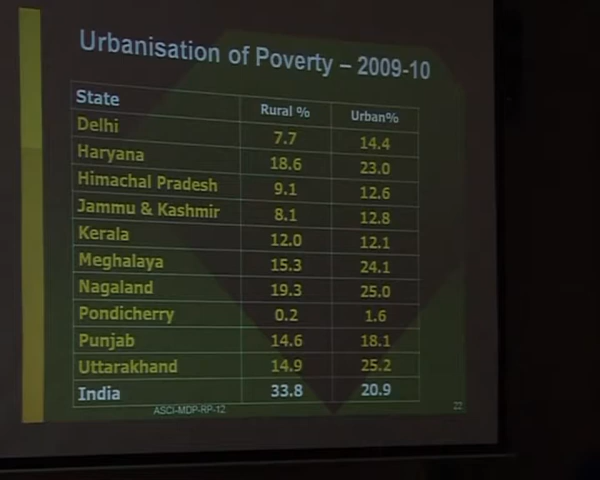 Urbanisation of Poverty – 2009-10
State Rural % Urban%
Delhi 7.7 14.4
Haryana 18.6 23.0
Himachal Pradesh 9.1 12.6
Jammu & Kashmir 8.1 12.8
Kerala 12.0 12.1
Meghalaya 15.3 24.1
Nagaland 19.3 25.0
Pondicherry 0.2 1.6
Punjab 14.6 18.1
Uttarakhand 14.9 25.2
India 33.8 20.9
ASCI-MDP-RP-12 22